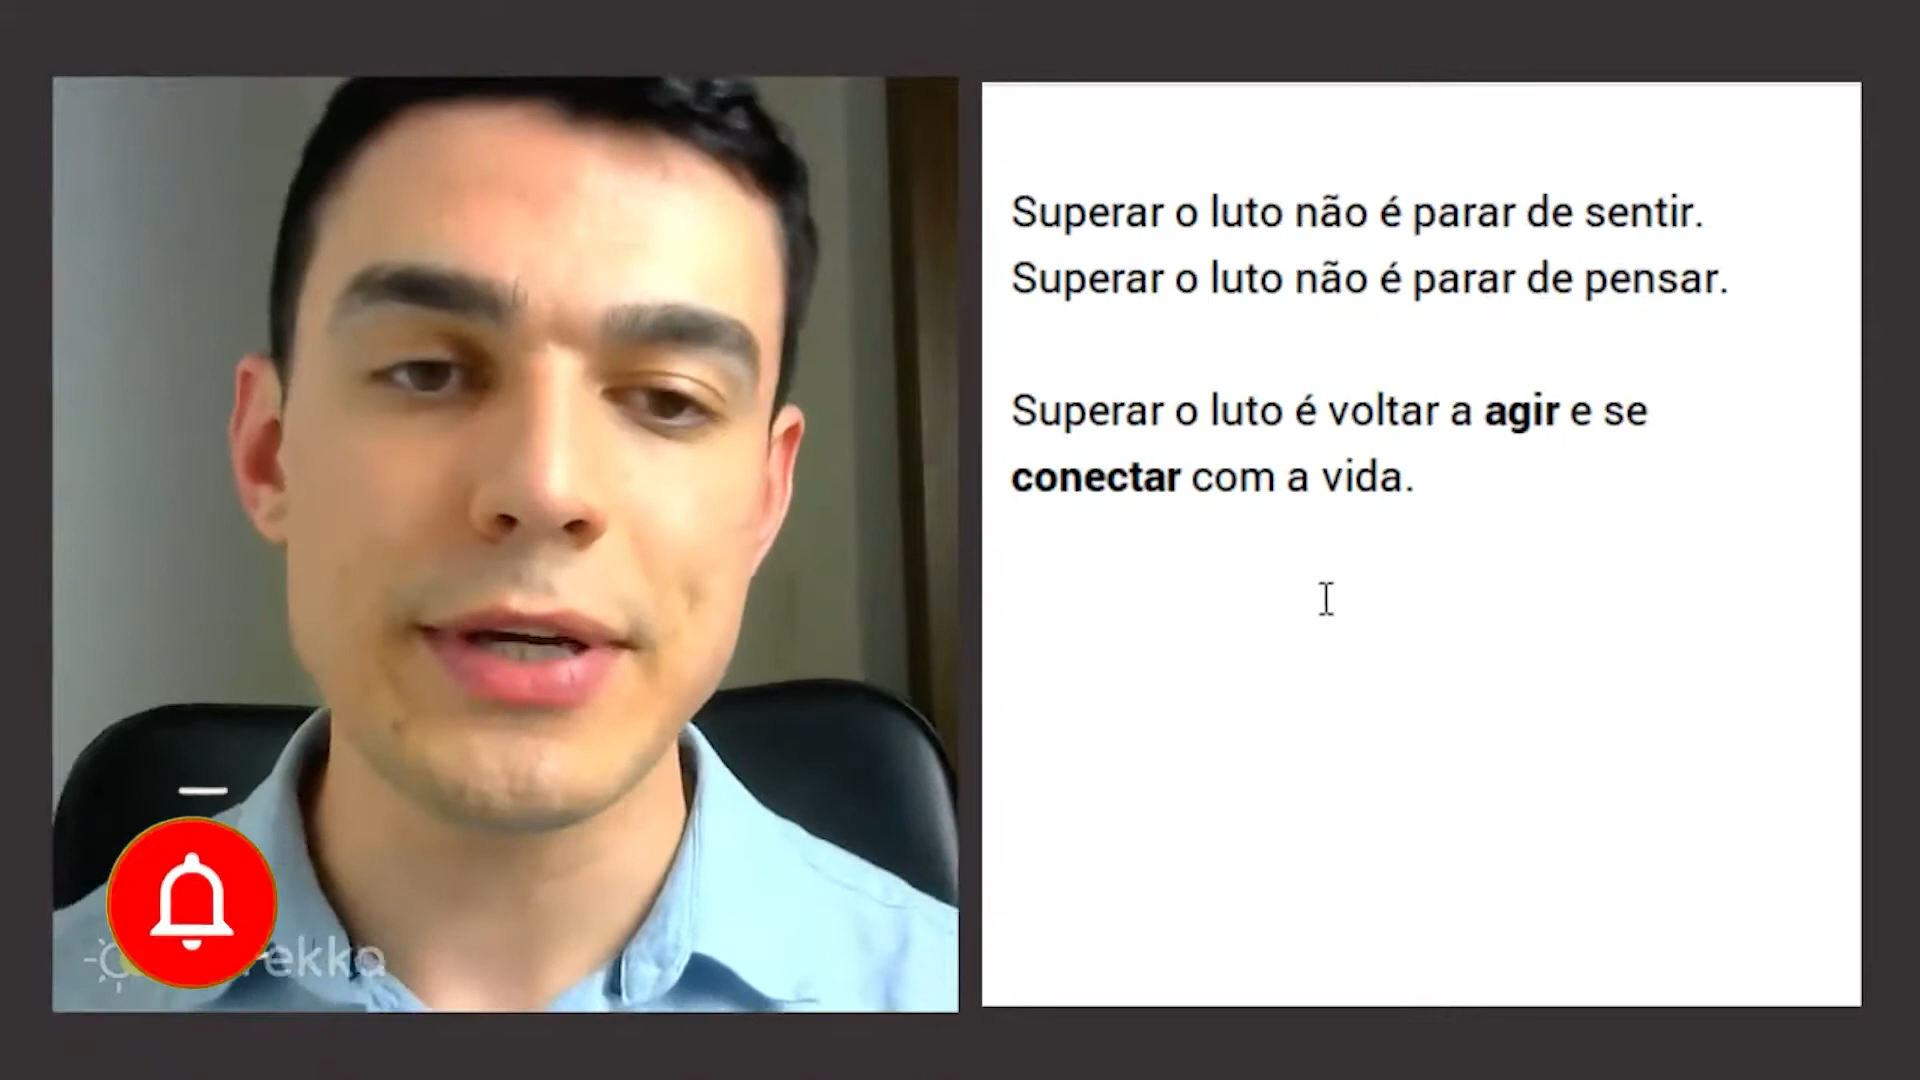 Superar o luto não é parar de sentir.
Superar o luto não é parar de pensar.
Superar o luto é voltar a agir e se
conectar com a vida.